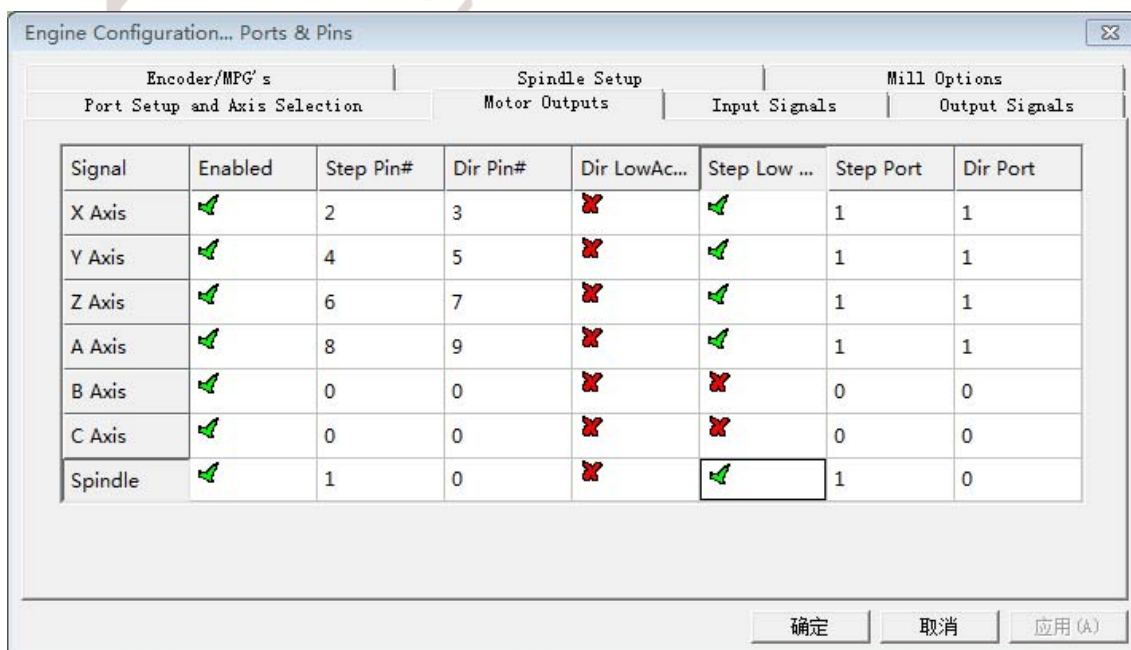 Engine Configuration... Ports & Pins
Encoder/MPG's Spindle Setup Mill Options
Port Setup and Axis Selection Motor Outputs Input Signals Output Signals
Signal Enabled Step Pin# Dir Pin# Dir LowAc... Step Low ... Step Port Dir Port
X Axis 2 3 1 1
Y Axis 4 5 1 1
Z Axis 6 7 1 1
A Axis 8 9 1 1
B Axis 0 0 0 0
C Axis 0 0 0 0
Spindle 1 0 1 0
确定 取消 应用(A)